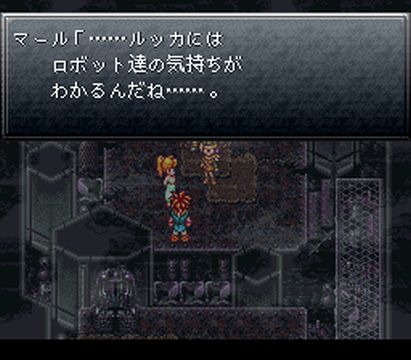 マール「……ルッカには
ロボット達の気持ちが
わかるんだね……。